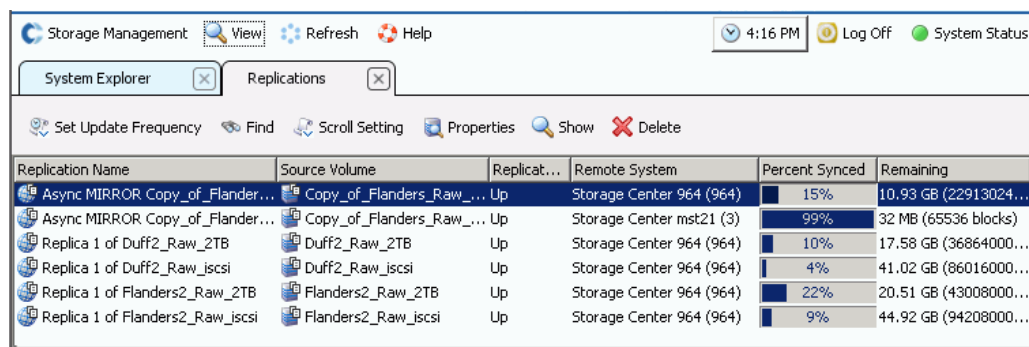 Storage Management View Refresh Help 4:16 PM Log Off System Status
System Explorer Replications
Set Update Frequency Find Scroll Setting Properties Show Delete
Replication Name Source Volume Replicat... Remote System Percent Synced Remaining
Async MIRROR Copy_of_Flander... Copy_of_Flanders_Raw_... Up Storage Center 964 (964) 15% 10.93 GB (22913024...
Async MIRROR Copy_of_Flander... Copy_of_Flanders_Raw_... Up Storage Center mst21 (3) 99% 32 MB (65536 blocks)
Replica 1 of Duff2_Raw_2TB Duff2_Raw_2TB Up Storage Center 964 (964) 10% 17.58 GB (36864000...
Replica 1 of Duff2_Raw_iscsi Duff2_Raw_iscsi Up Storage Center 964 (964) 4% 41.02 GB (86016000...
Replica 1 of Flanders2_Raw_2TB Flanders2_Raw_2TB Up Storage Center 964 (964) 22% 20.51 GB (43008000...
Replica 1 of Flanders2_Raw_iscsi Flanders2_Raw_iscsi Up Storage Center 964 (964) 9% 44.92 GB (94208000...